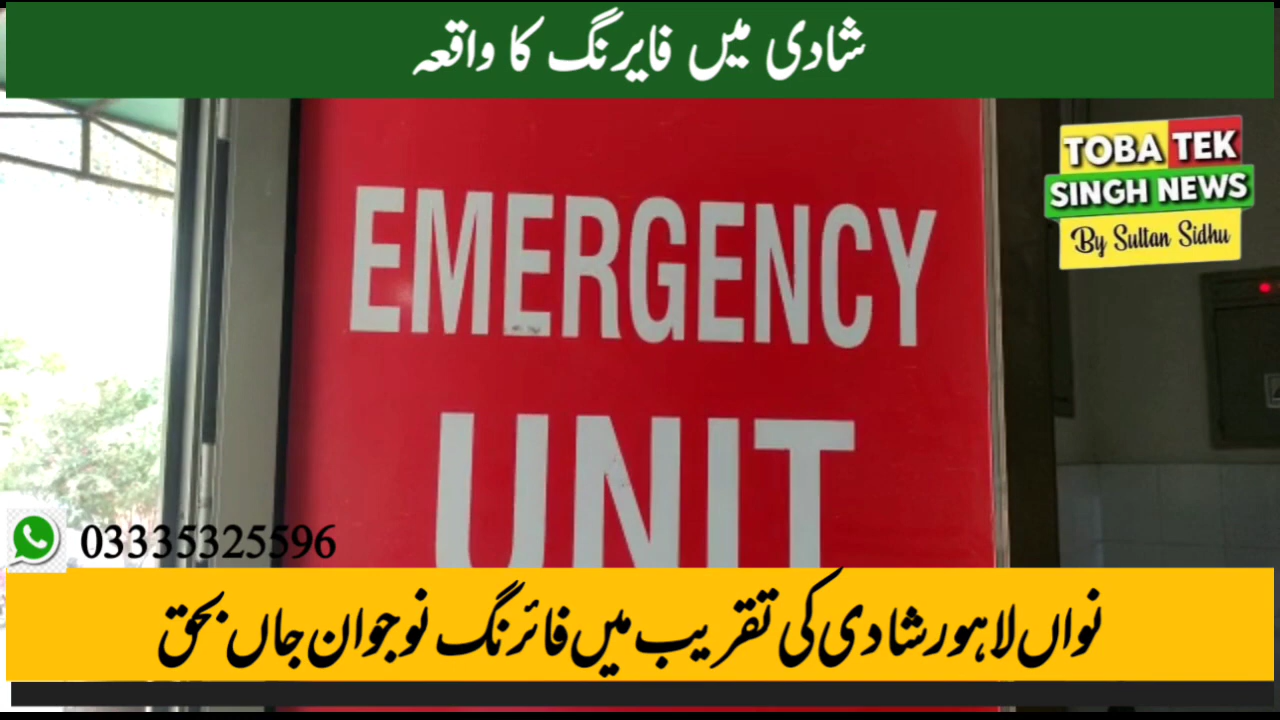 شادی میں فایرنگ کا واقعہ
TOBA TEK
SINGH NEWS
By Sultan Sidhu
EMERGENCY
UNIT
03335325596
نواں لاہور شادی کی تقریب میں فائرنگ نوجوان جاں بحق